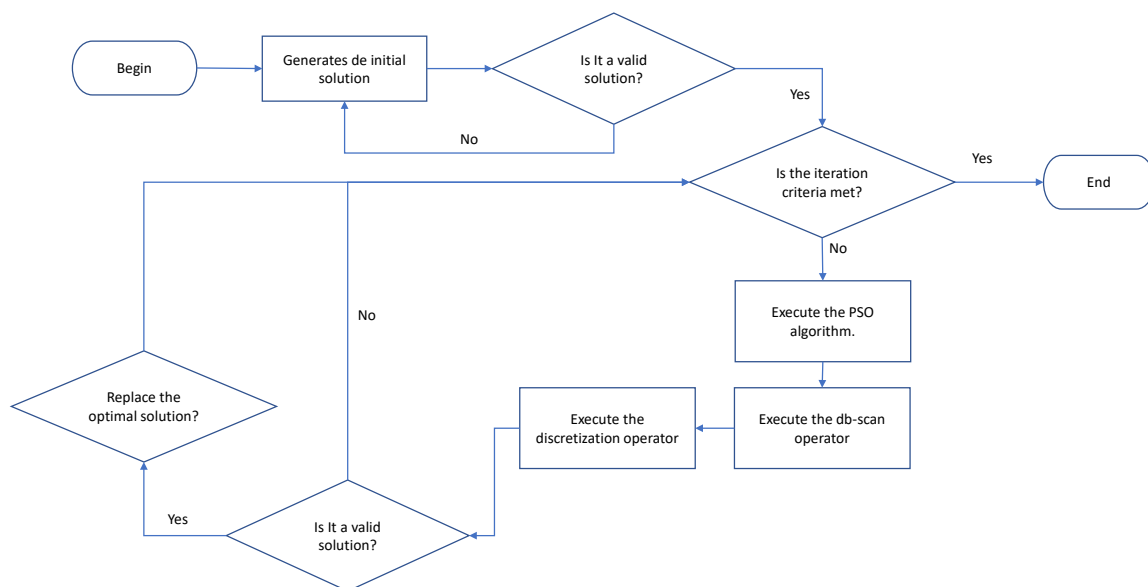 Begin
Generates de initial
solution
Is It a valid
solution?
Yes
No
Is the iteration
criteria met?
Yes
End
No
Execute the PSO
algorithm.
No
Replace the
optimal solution?
Execute the
discretization operator
Execute the db-scan
operator
Yes
Is It a valid
solution?